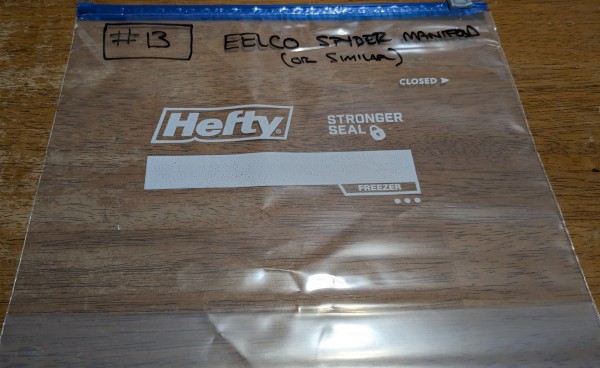 #13 EELCO SPYDER MANIFOLD
(OR SIMILAR)
CLOSED
Hefty
STRONGER
SEAL
FREEZER